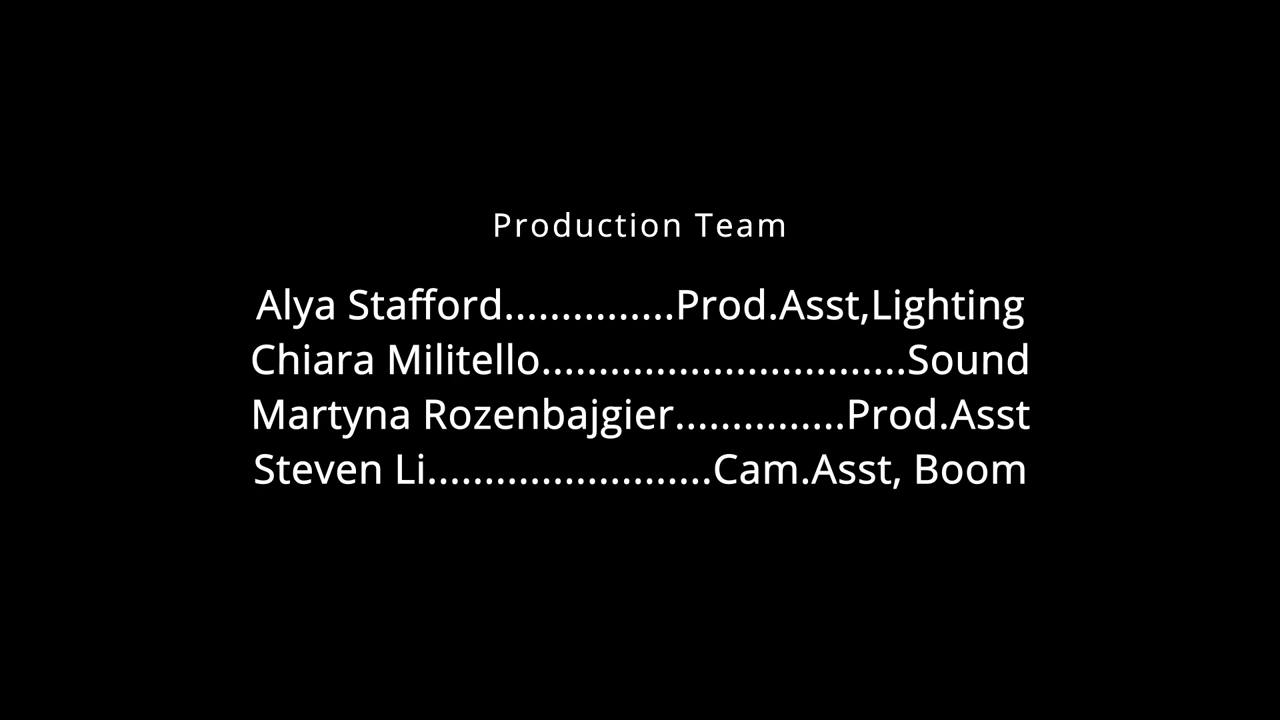 Production Team
Alya Stafford...............Prod.Asst,Lighting
Chiara Militello................................Sound
Martyna Rozenbajgier...............Prod.Asst
Steven Li.........................Cam.Asst, Boom